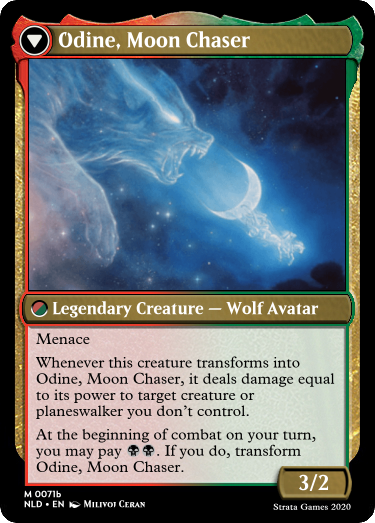 Odine, Moon Chaser
Legendary Creature — Wolf Avatar
Menace
Whenever this creature transforms into
Odine, Moon Chaser, it deals damage equal
to its power to target creature or
planeswalker you don't control.
At the beginning of combat on your turn,
you may pay . If you do, transform
Odine, Moon Chaser.
3/2
M 0071b
NLD • EN Milivoj Ceran
Strata Games 2020